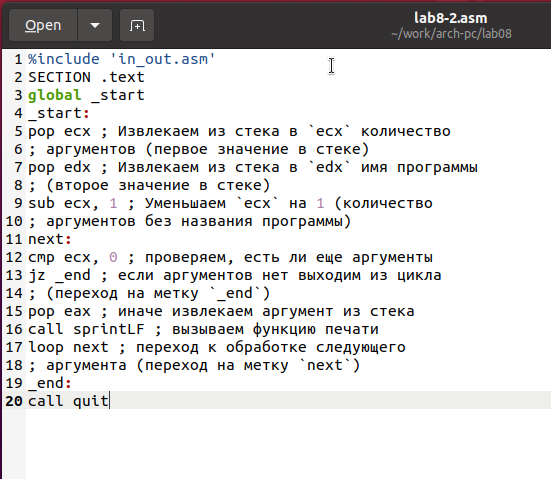 Open
lab8-2.asm
~/work/arch-pc/lab08
1 %include 'in_out.asm'
2 SECTION .text
3 global _start
4 _start:
5 pop ecx ; Извлекаем из стека в `ecx` количество
6 ; аргументов (первое значение в стеке)
7 pop edx ; Извлекаем из стека в `edx` имя программы
8 ; (второе значение в стеке)
9 sub ecx, 1 ; Уменьшаем `ecx` на 1 (количество
10 ; аргументов без названия программы)
11 next:
12 cmp ecx, 0 ; проверяем, есть ли еще аргументы
13 jz _end ; если аргументов нет выходим из цикла
14 ; (переход на метку `_end`)
15 pop eax ; иначе извлекаем аргумент из стека
16 call sprintLF ; вызываем функцию печати
17 loop next ; переход к обработке следующего
18 ; аргумента (переход на метку `next`)
19 _end:
20 call quit